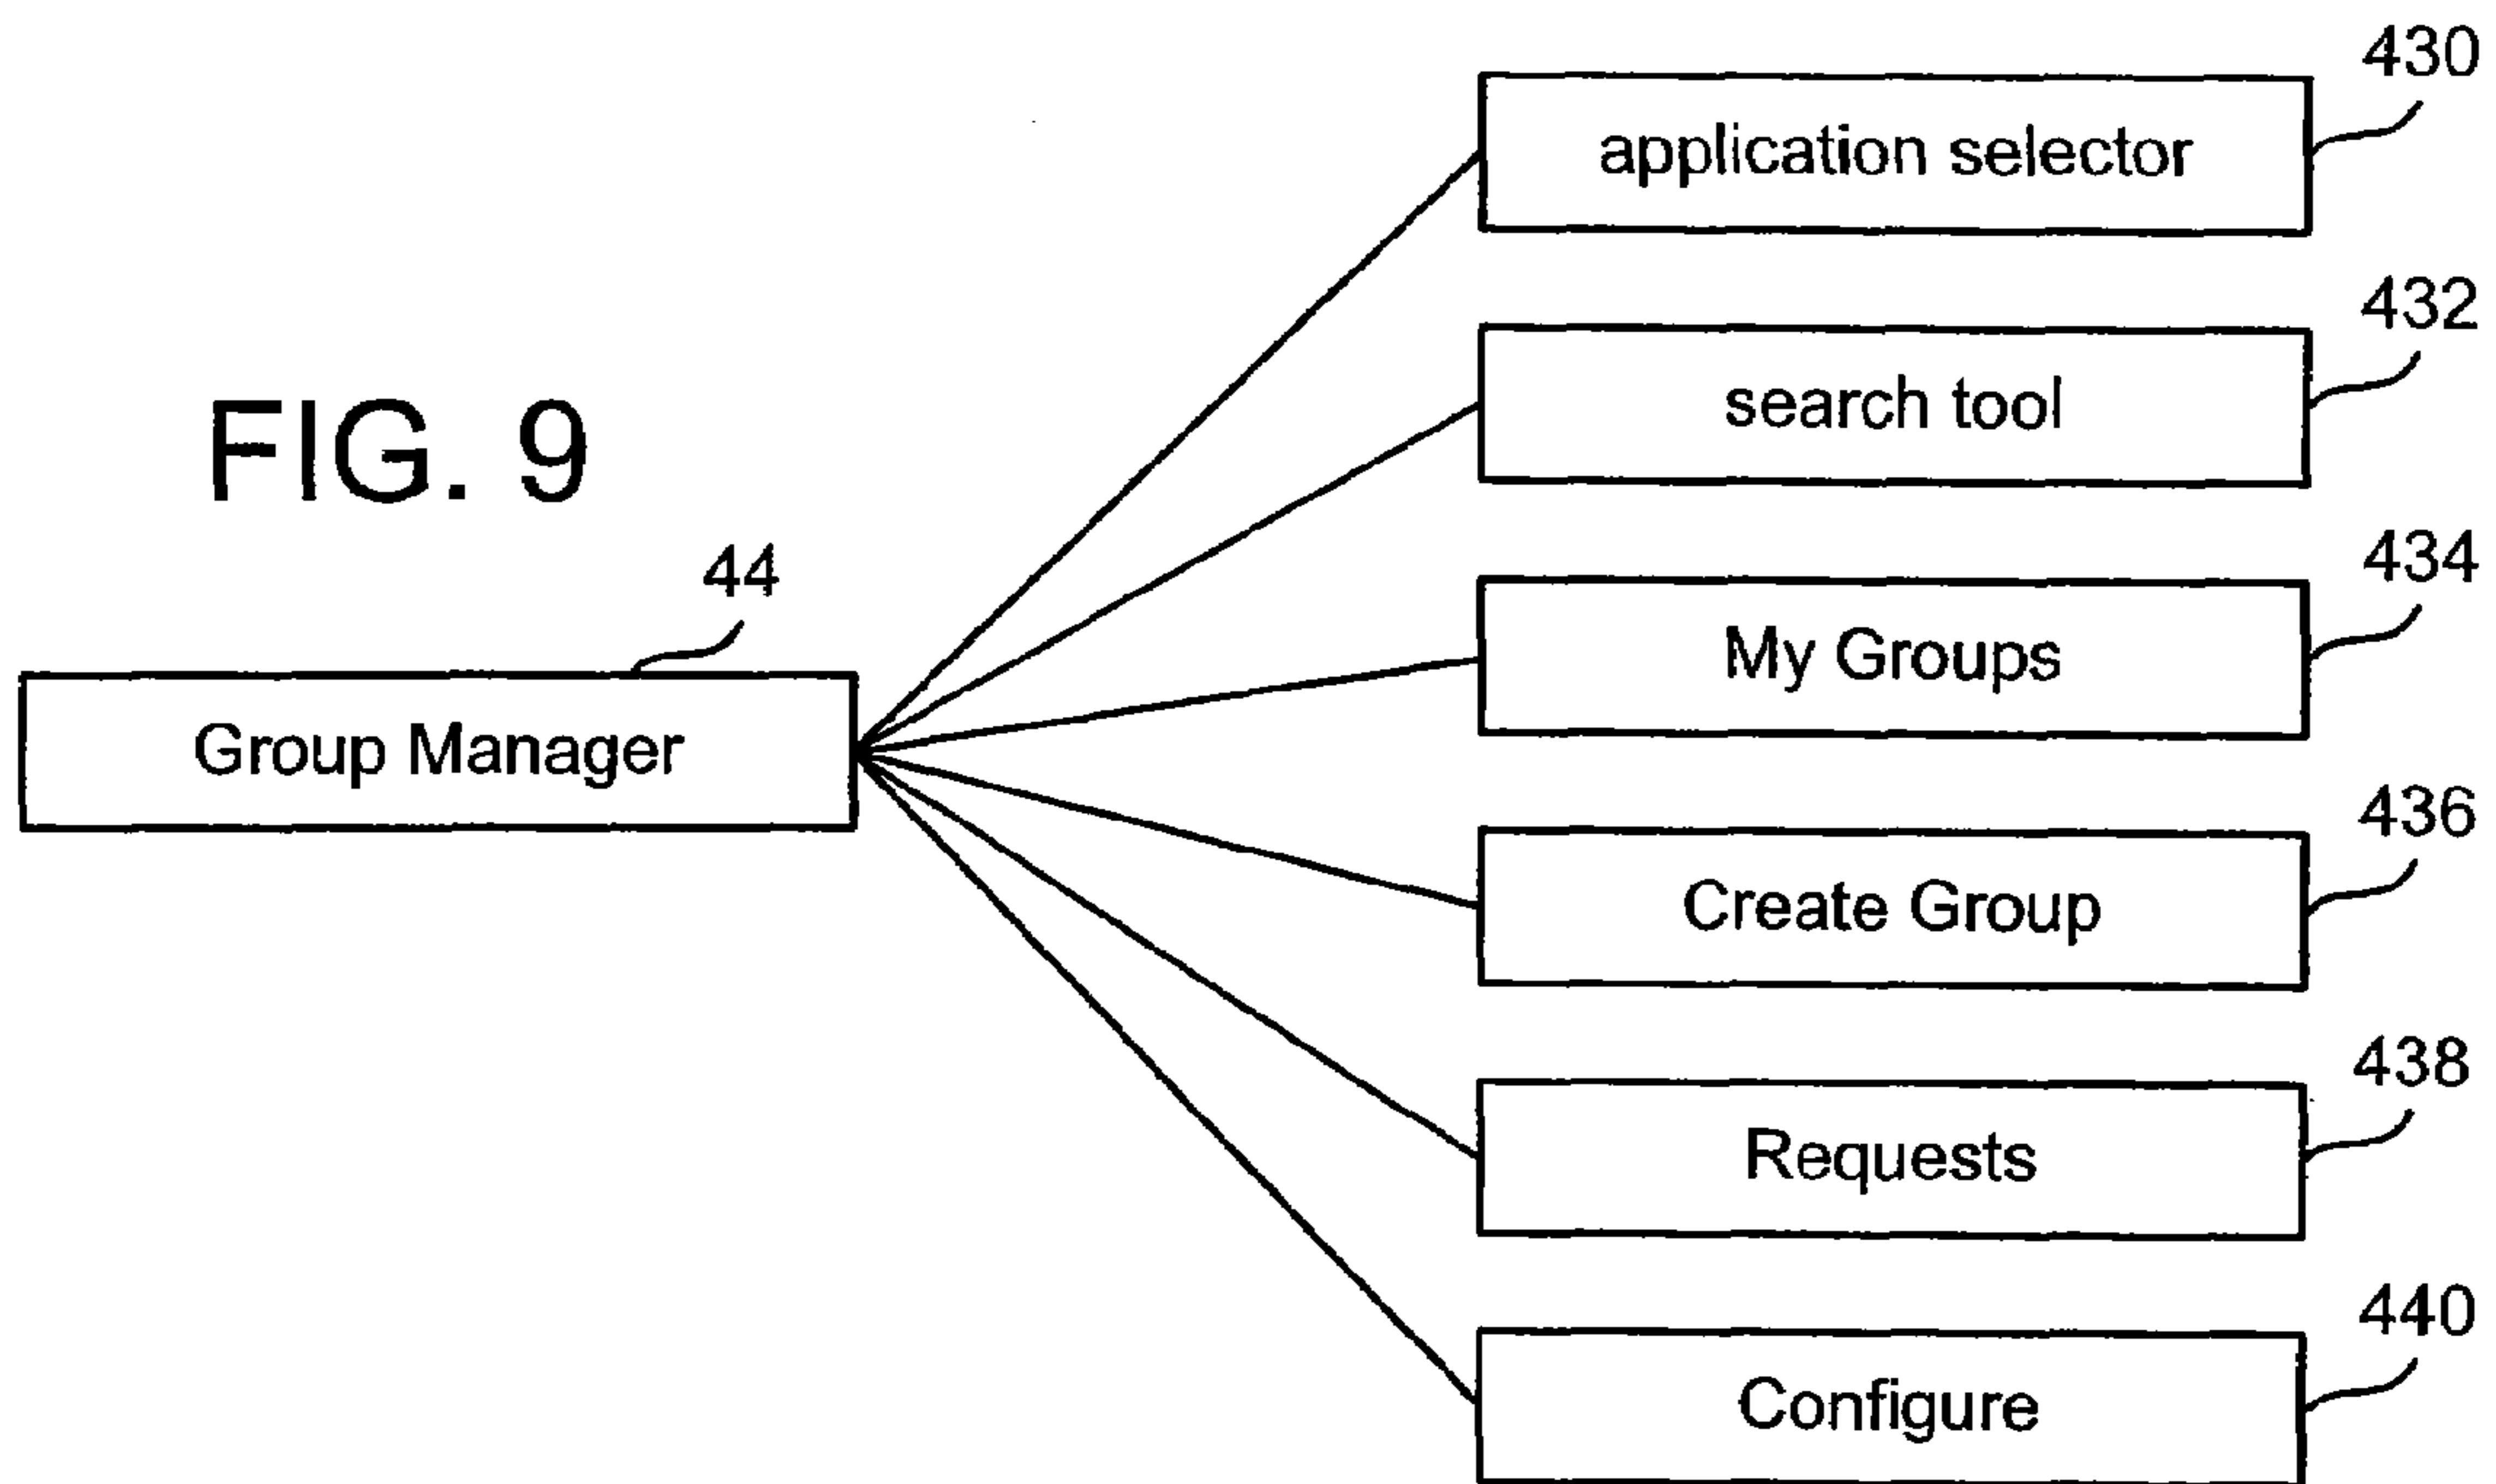 FIG. 9
44
Group Manager
430
application selector
432
search tool
434
My Groups
436
Create Group
438
Requests
440
Configure